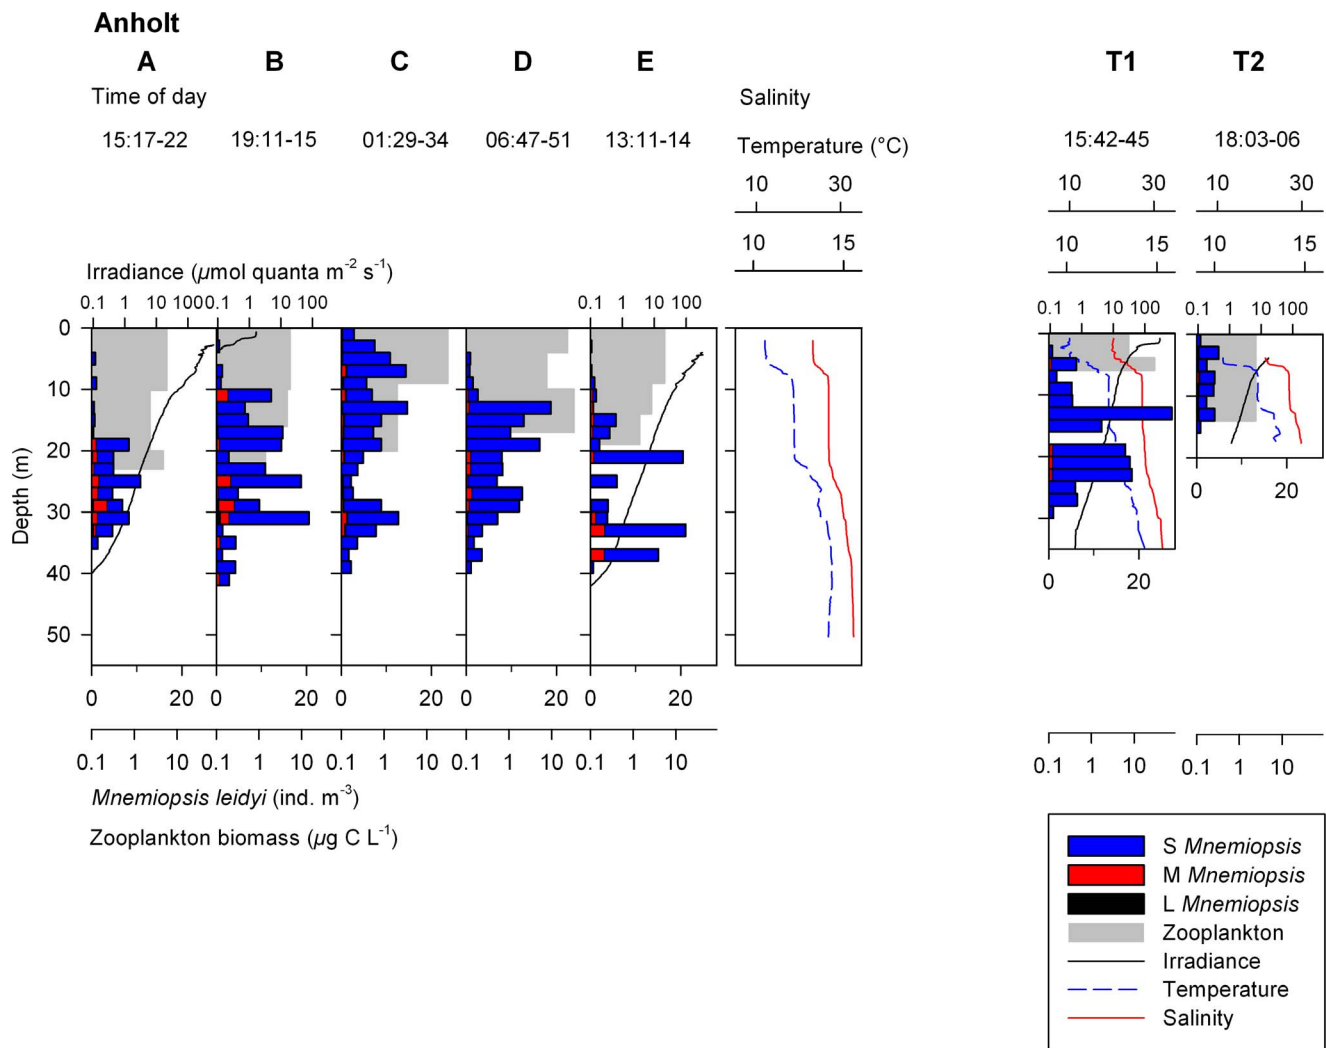 Anholt
A B C D E T1 T2
Time of day Salinity
15:17-22 19:11-15 01:29-34 06:47-51 13:11-14 Temperature (°C) 15:42-45 18:03-06
10 30 10 30 10 30
10 15 10 15 10 15
Irradiance (µmol quanta m-2 s-1)
0.1 1 10 1000 0.1 1 10 100 0.1 1 10 100 0.1 1 10 100 0.1 1 10 100
0
10
20
30
40
50
Depth (m)
0 20 0 20 0 20 0 20 0 20 0 20 0 20
0.1 1 10 0.1 1 10 0.1 1 10 0.1 1 10 0.1 1 10 0.1 1 10 0.1 1 10
Mnemiopsis leidyi (ind. m-3)
Zooplankton biomass (µg C L-1)
S Mnemiopsis
M Mnemiopsis
L Mnemiopsis
Zooplankton
Irradiance
Temperature
Salinity